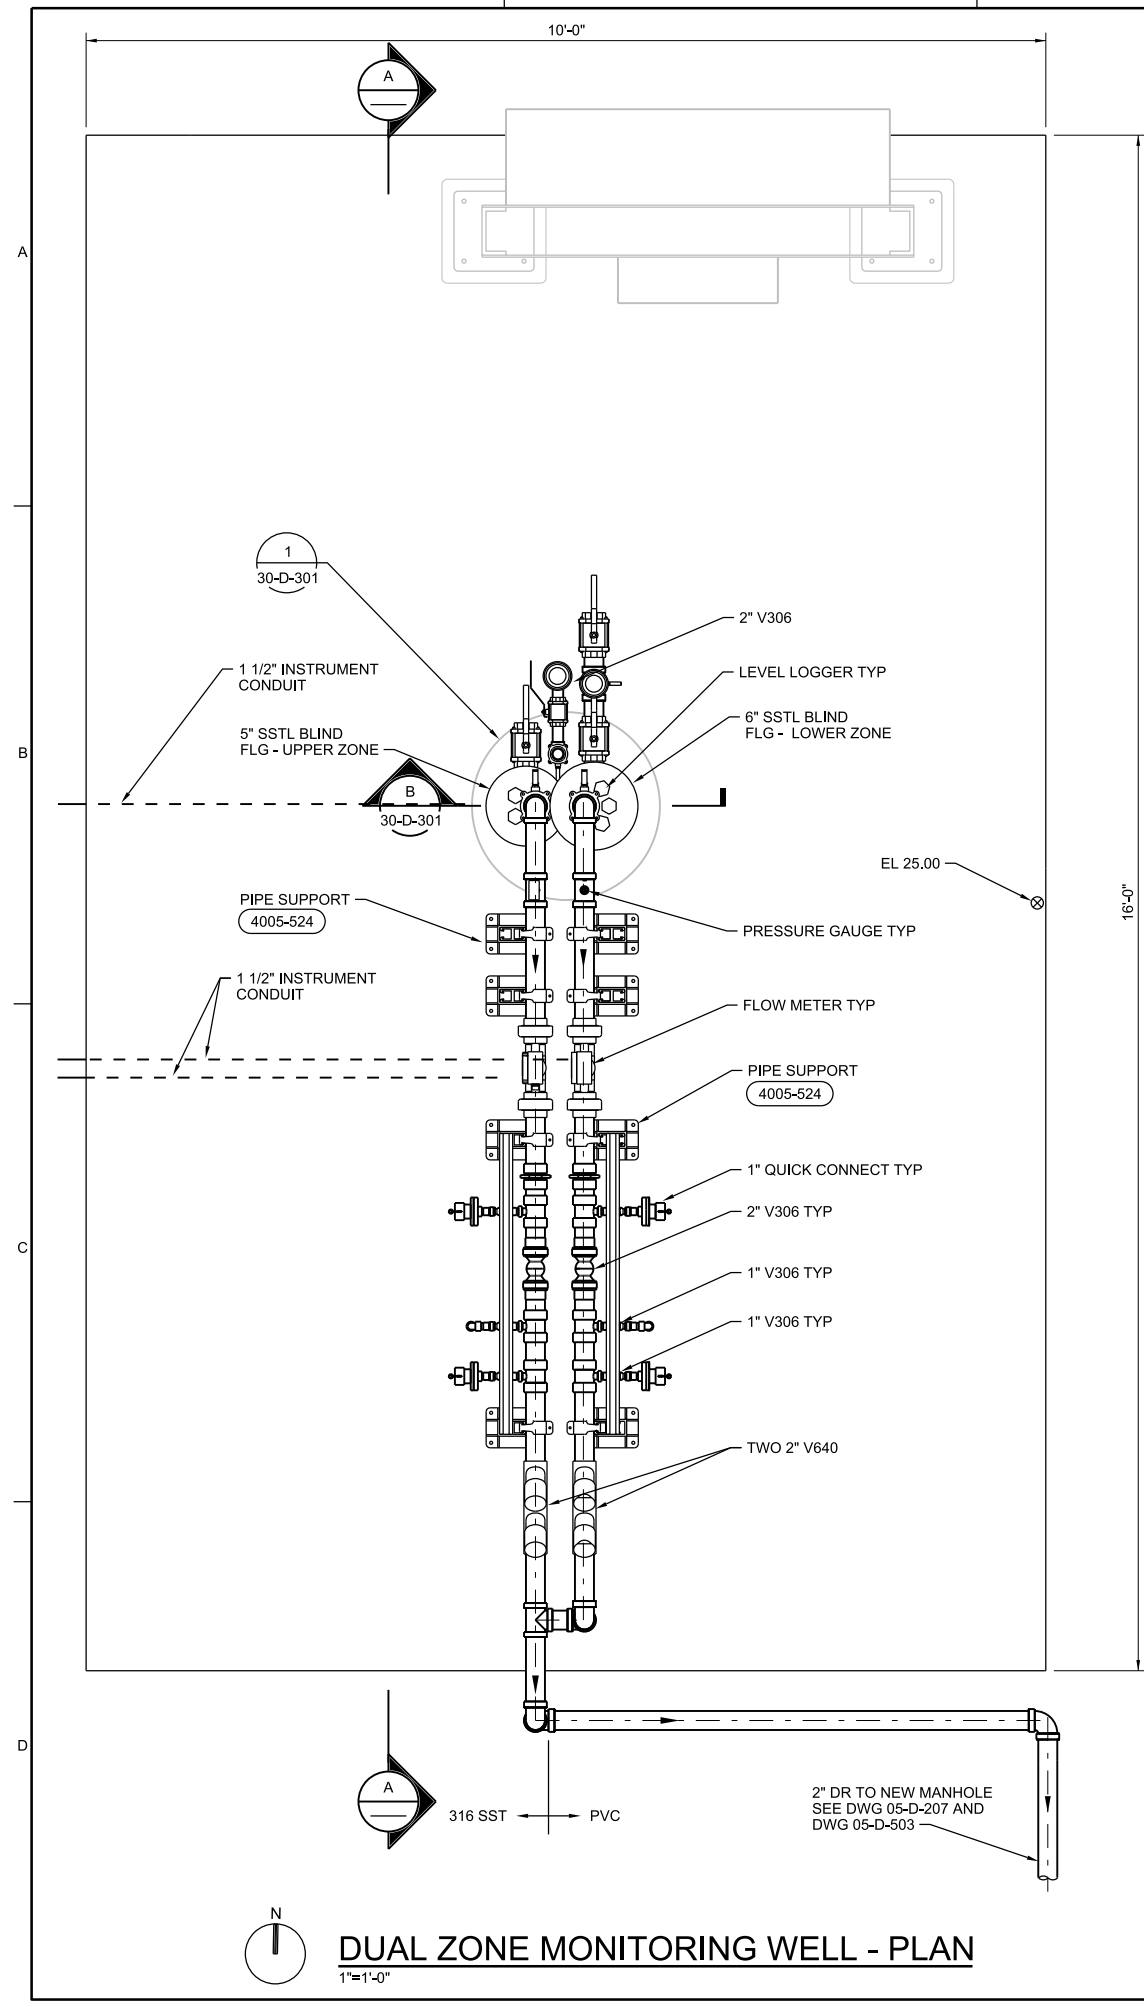 10'-0"
A
A
16'-0"
1
30-D-301
2" V306
1 1/2" INSTRUMENT
CONDUIT
LEVEL LOGGER TYP
6" SSTL BLIND
FLG - LOWER ZONE
5" SSTL BLIND
FLG - UPPER ZONE
B
B
30-D-301
EL 25.00
PIPE SUPPORT
4005-524
PRESSURE GAUGE TYP
1 1/2" INSTRUMENT
CONDUIT
FLOW METER TYP
PIPE SUPPORT
4005-524
1" QUICK CONNECT TYP
2" V306 TYP
C
1" V306 TYP
1" V306 TYP
TWO 2" V640
D
A
316 SST
PVC
2" DR TO NEW MANHOLE
SEE DWG 05-D-207 AND
DWG 05-D-503
N
DUAL ZONE MONITORING WELL - PLAN
1"=1'-0"